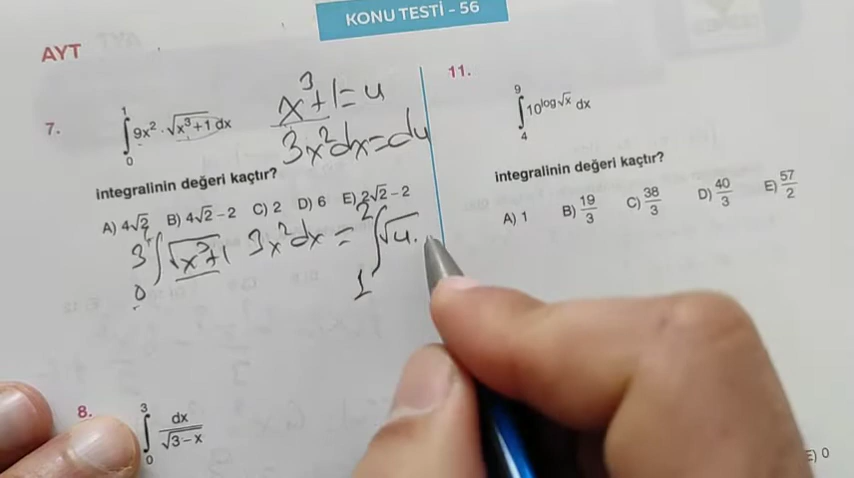 KONU TESTİ - 56
AYT
7.
∫₀¹ 9x² · √(x³+1) dx
integralinin değeri kaçtır?
A) 4√2 B) 4√2 - 2 C) 2 D) 6 E) 2√2 - 2
x³+1=u
3x²dx=du
3∫₀¹ √(x³+1) 3x²dx = ∫₁² √u.
8.
∫₀³ dx/√(3-x)
11.
∫₄⁹ 10^(log√x) dx
integralinin değeri kaçtır?
A) 1 B) 19/3 C) 38/3 D) 40/3 E) 57/2
E) 0